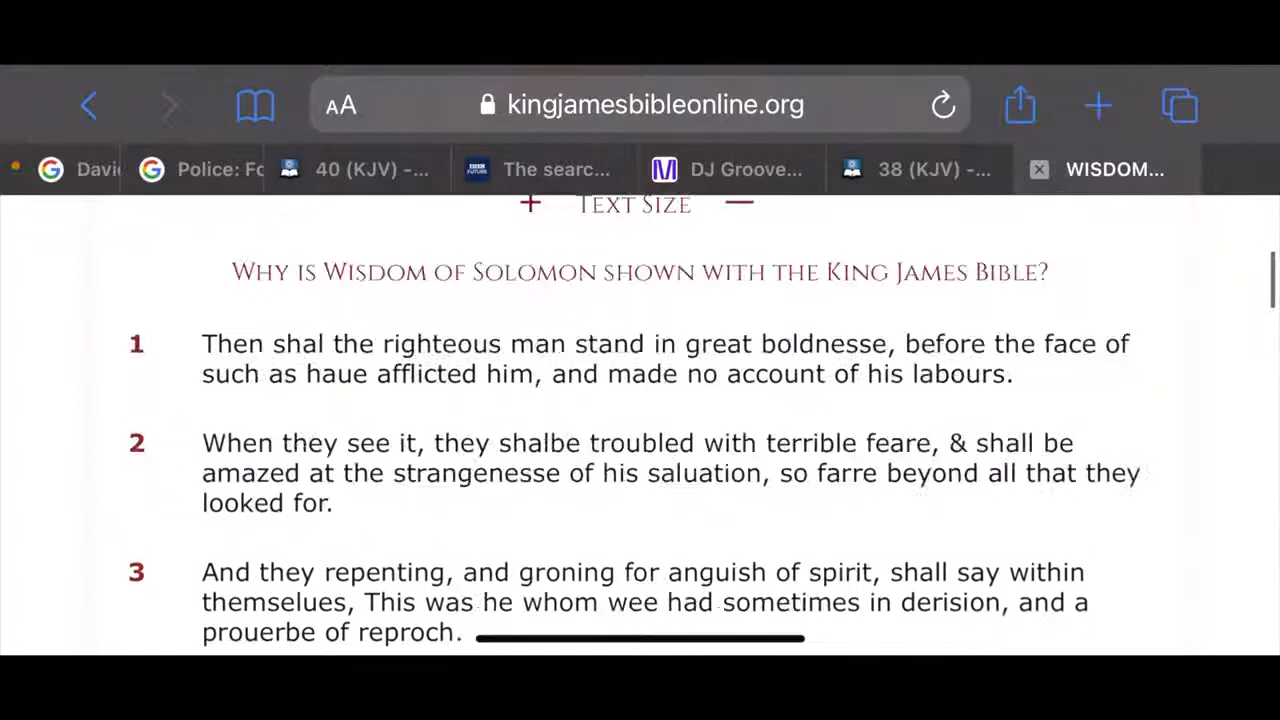 AA kingjamesbibleonline.org
Davi Police: Fo 40 (KJV) -... The searc... DJ Groove... 38 (KJV) -... WISDOM...
+ TEXT SIZE —
WHY IS WISDOM OF SOLOMON SHOWN WITH THE KING JAMES BIBLE?
1 Then shal the righteous man stand in great boldnesse, before the face of
such as haue afflicted him, and made no account of his labours.
2 When they see it, they shalbe troubled with terrible feare, & shall be
amazed at the strangenesse of his saluation, so farre beyond all that they
looked for.
3 And they repenting, and groning for anguish of spirit, shall say within
themselues, This was he whom wee had sometimes in derision, and a
prouerbe of reproch.